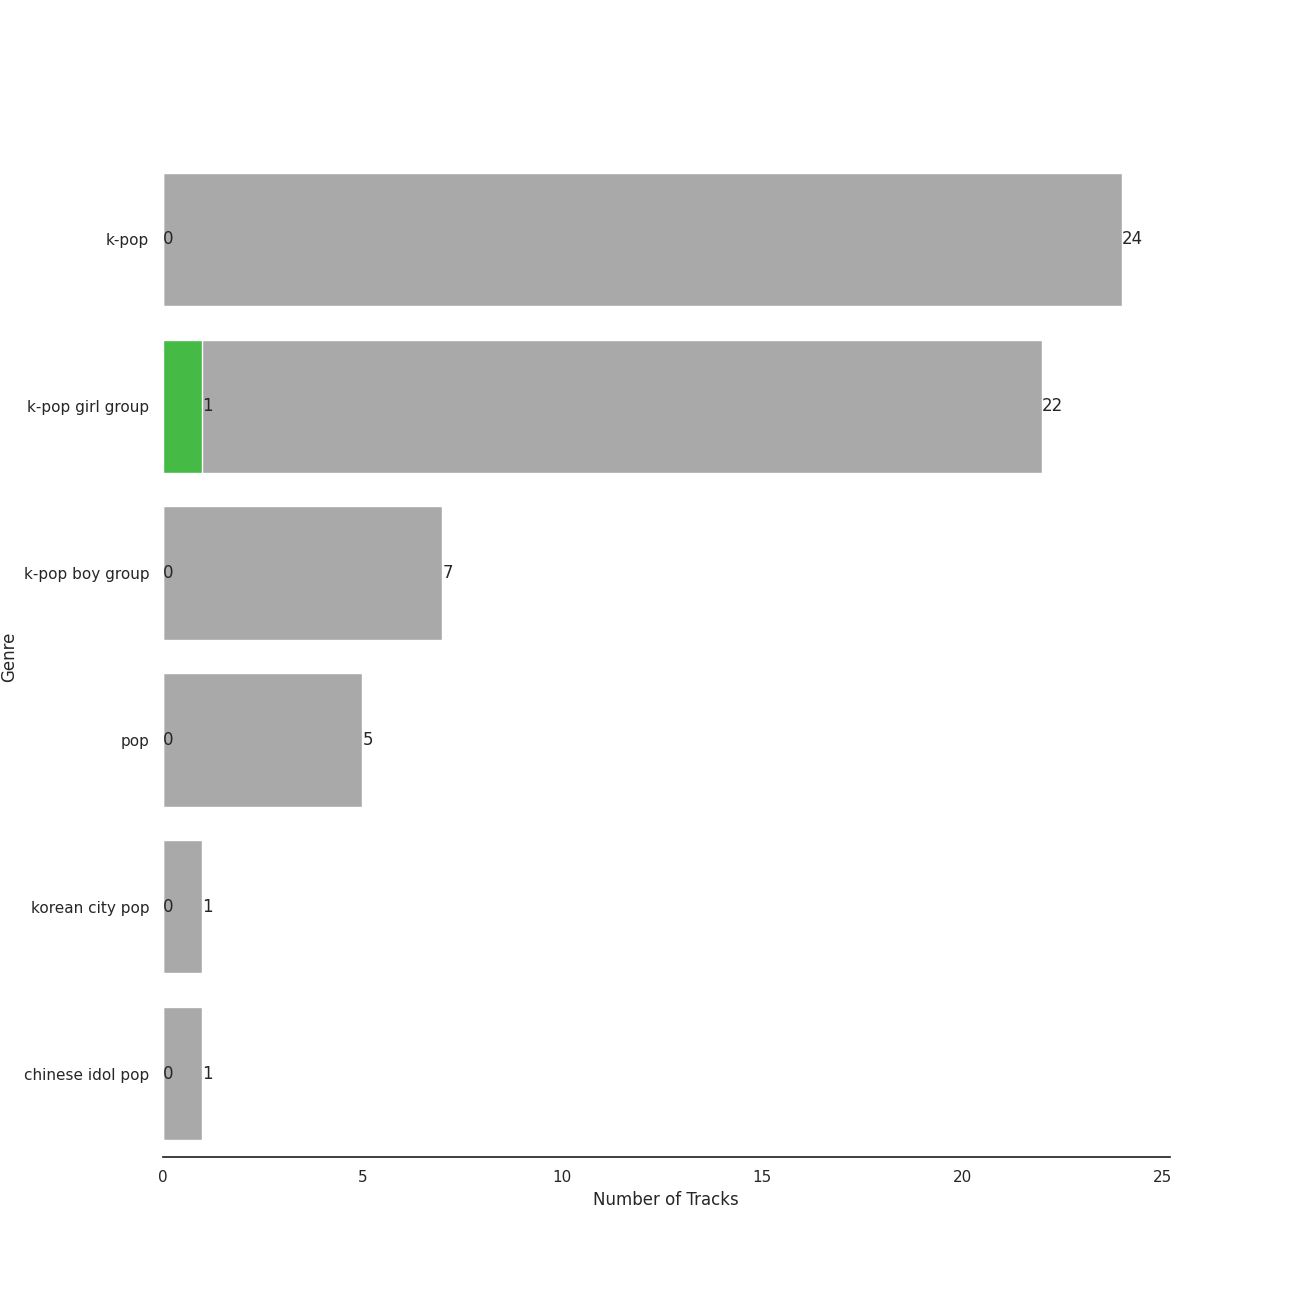 k-pop 0 24
k-pop girl group 1 22
k-pop boy group 0 7
pop 0 5
korean city pop 0 1
chinese idol pop 0 1
Genre
0 5 10 15 20 25
Number of Tracks